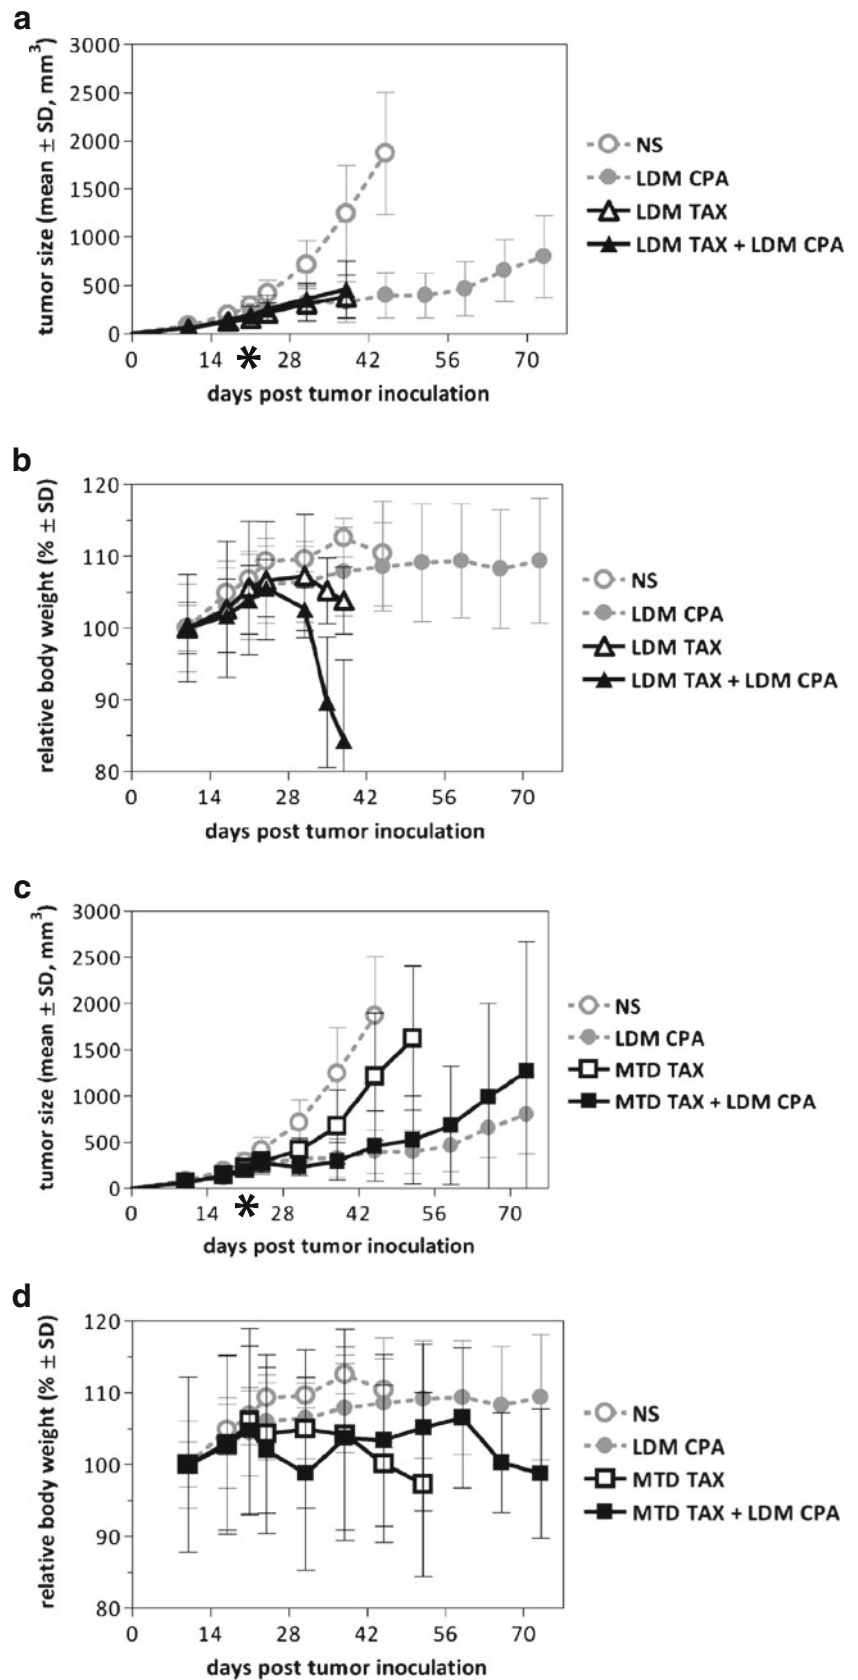 a
tumor size (mean ± SD, mm³)
3000
2500
2000
1500
1000
500
0
0 14 28 42 56 70
*
days post tumor inoculation
NS
LDM CPA
LDM TAX
LDM TAX + LDM CPA
b
relative body weight (% ± SD)
120
110
100
90
80
0 14 28 42 56 70
days post tumor inoculation
NS
LDM CPA
LDM TAX
LDM TAX + LDM CPA
c
tumor size (mean ± SD, mm³)
3000
2500
2000
1500
1000
500
0
0 14 28 42 56 70
*
days post tumor inoculation
NS
LDM CPA
MTD TAX
MTD TAX + LDM CPA
d
relative body weight (% ± SD)
120
110
100
90
80
0 14 28 42 56 70
days post tumor inoculation
NS
LDM CPA
MTD TAX
MTD TAX + LDM CPA